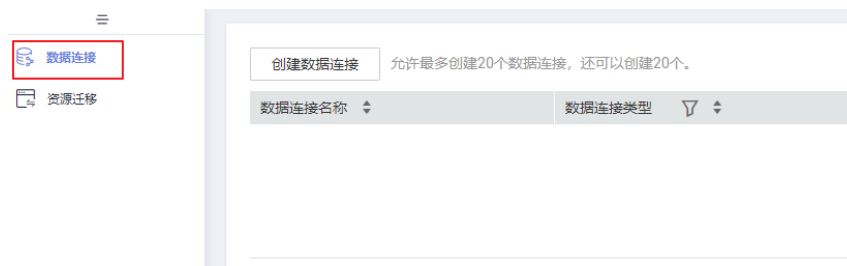 数据连接
资源迁移
创建数据连接 允许最多创建20个数据连接，还可以创建20个。
数据连接名称 数据连接类型